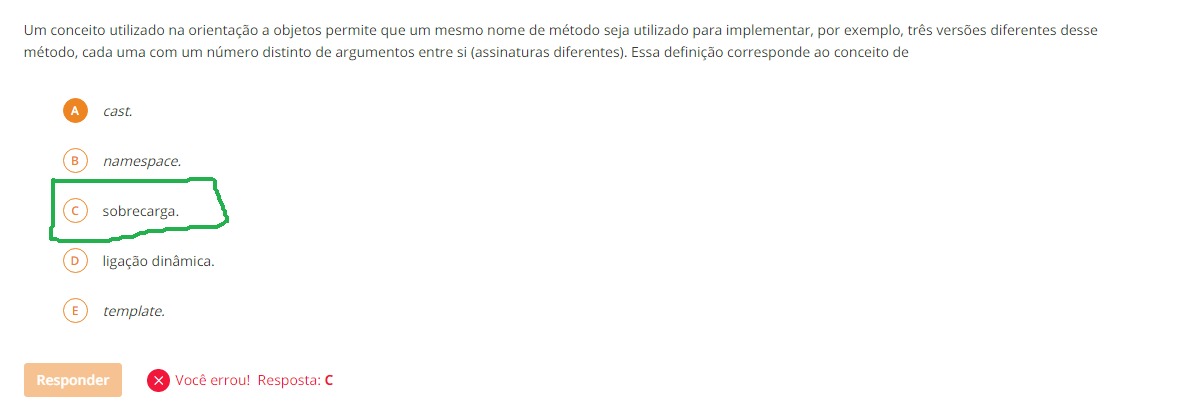 Um conceito utilizado na orientação a objetos permite que um mesmo nome de método seja utilizado para implementar, por exemplo, três versões diferentes desse
método, cada uma com um número distinto de argumentos entre si (assinaturas diferentes). Essa definição corresponde ao conceito de
A cast.
B namespace.
C sobrecarga.
D ligação dinâmica.
E template.
Responder Você errou! Resposta: C